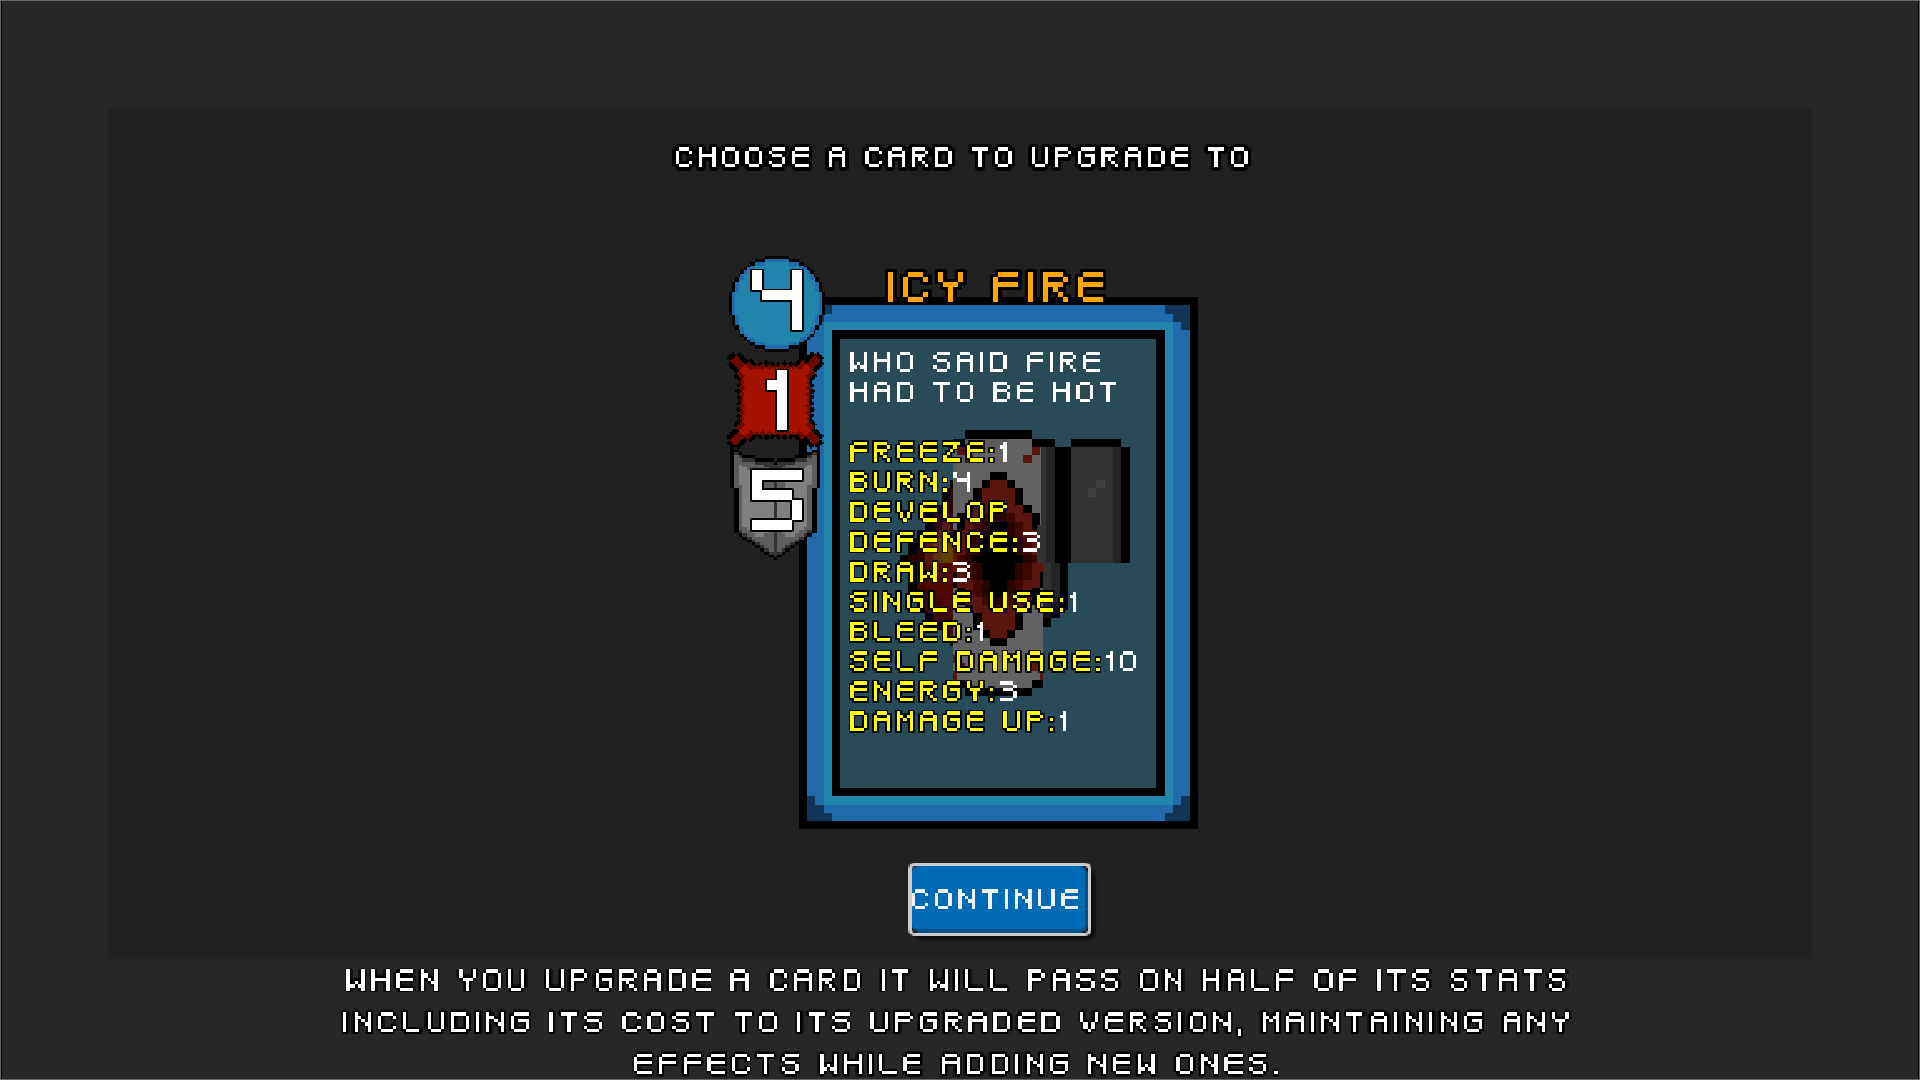 CHOOSE A CARD TO UPGRADE TO
4
ICY FIRE
1
5
WHO SAID FIRE
HAD TO BE HOT
FREEZE:1
BURN:4
DEVELOP
DEFENCE:3
DRAW:3
SINGLE USE:1
BLEED:1
SELF DAMAGE:10
ENERGY:3
DAMAGE UP:1
CONTINUE
WHEN YOU UPGRADE A CARD IT WILL PASS ON HALF OF ITS STATS
INCLUDING ITS COST TO ITS UPGRADED VERSION, MAINTAINING ANY
EFFECTS WHILE ADDING NEW ONES.